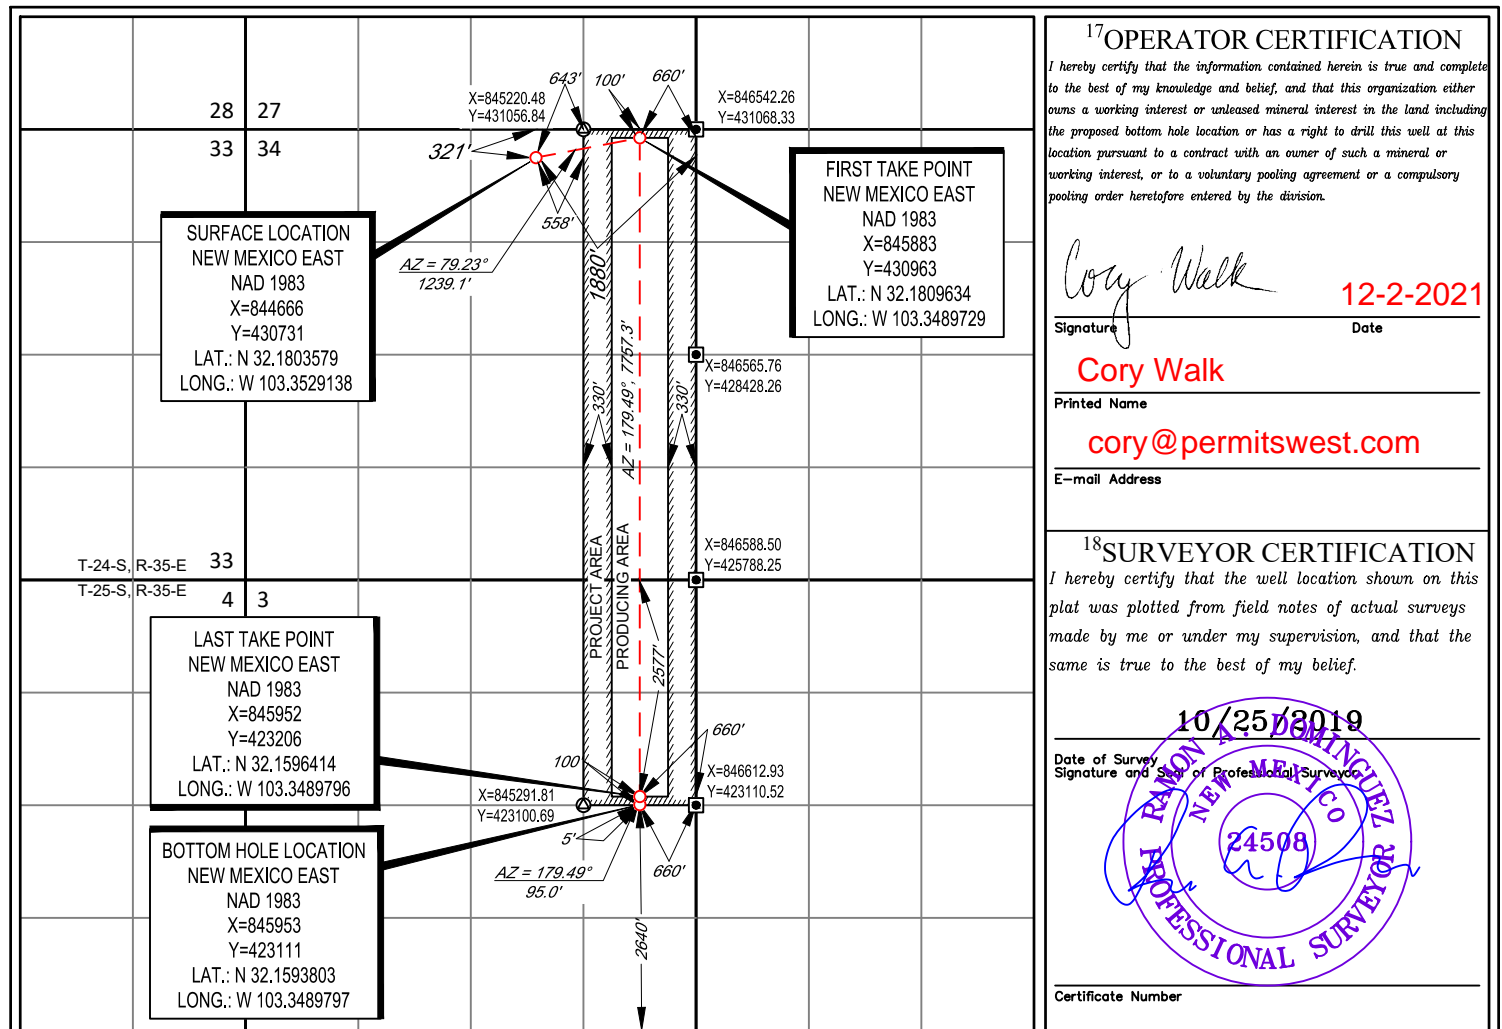 28 27
33 34
T-24-S, R-35-E 33
T-25-S, R-35-E
4 3
643'
100'
660'
X=845220.48
Y=431056.84
X=846542.26
Y=431068.33
321'
558'
AZ = 79.23°
1239.1'
1880'
SURFACE LOCATION
NEW MEXICO EAST
NAD 1983
X=844666
Y=430731
LAT.: N 32.1803579
LONG.: W 103.3529138
FIRST TAKE POINT
NEW MEXICO EAST
NAD 1983
X=845883
Y=430963
LAT.: N 32.1809634
LONG.: W 103.3489729
X=846565.76
Y=428428.26
330'
AZ = 179.49°, 7757.3'
330'
X=846588.50
Y=425788.25
PROJECT AREA
PRODUCING AREA
2577'
LAST TAKE POINT
NEW MEXICO EAST
NAD 1983
X=845952
Y=423206
LAT.: N 32.1596414
LONG.: W 103.3489796
660'
100'
X=846612.93
Y=423110.52
X=845291.81
Y=423100.69
5'
AZ = 179.49°
95.0'
660'
2640'
BOTTOM HOLE LOCATION
NEW MEXICO EAST
NAD 1983
X=845953
Y=423111
LAT.: N 32.1593803
LONG.: W 103.3489797
17 OPERATOR CERTIFICATION
I hereby certify that the information contained herein is true and complete
to the best of my knowledge and belief, and that this organization either
owns a working interest or unleased mineral interest in the land including
the proposed bottom hole location or has a right to drill this well at this
location pursuant to a contract with an owner of such a mineral or
working interest, or to a voluntary pooling agreement or a compulsory
pooling order heretofore entered by the division.
Cory Walk
12-2-2021
Signature Date
Cory Walk
Printed Name
cory@permitswest.com
E-mail Address
18 SURVEYOR CERTIFICATION
I hereby certify that the well location shown on this
plat was plotted from field notes of actual surveys
made by me or under my supervision, and that the
same is true to the best of my belief.
10/25/2019
Date of Survey
Signature and Seal of Professional Surveyor
RAMON A. DOMINGUEZ
NEW MEXICO
24508
PROFESSIONAL SURVEYOR
Certificate Number